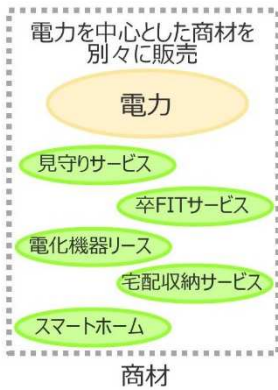 電力を中心とした商材を
別々に販売
電力
見守りサービス
卒FITサービス
電化機器リース
宅配収納サービス
スマートホーム
商材